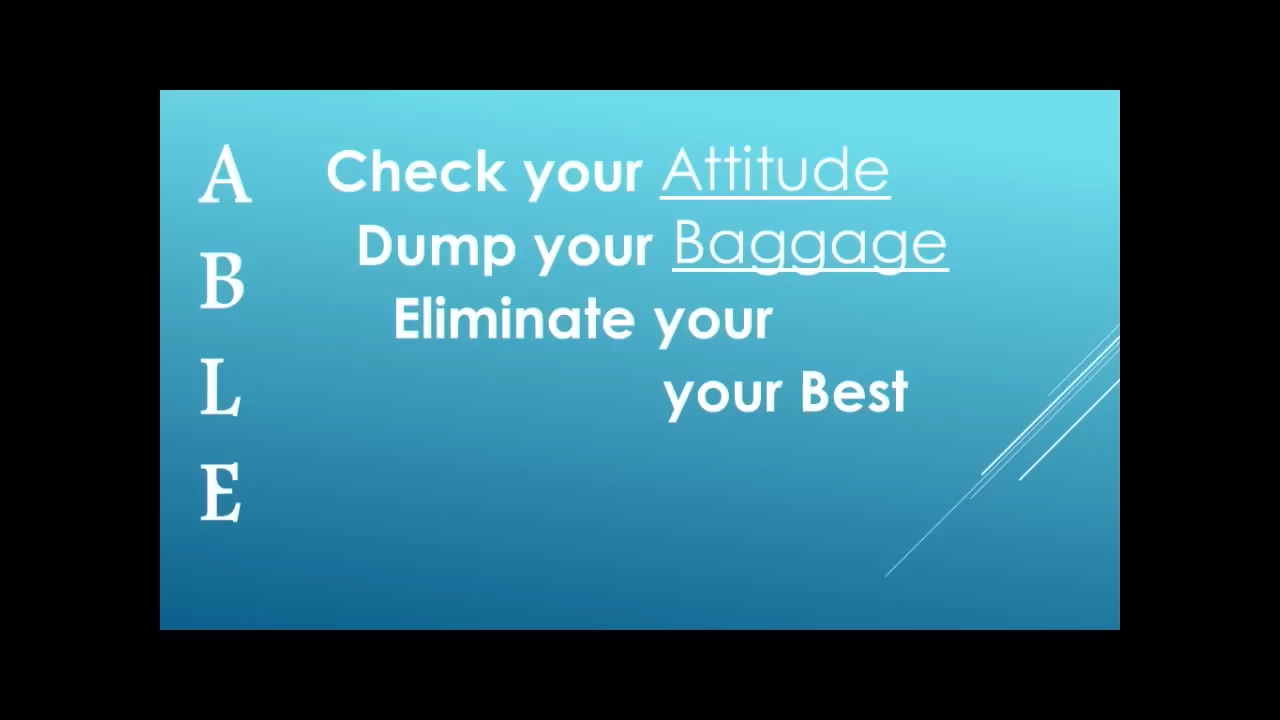 A
Check your Attitude
Dump your Baggage
B
Eliminate your
your Best
L
E